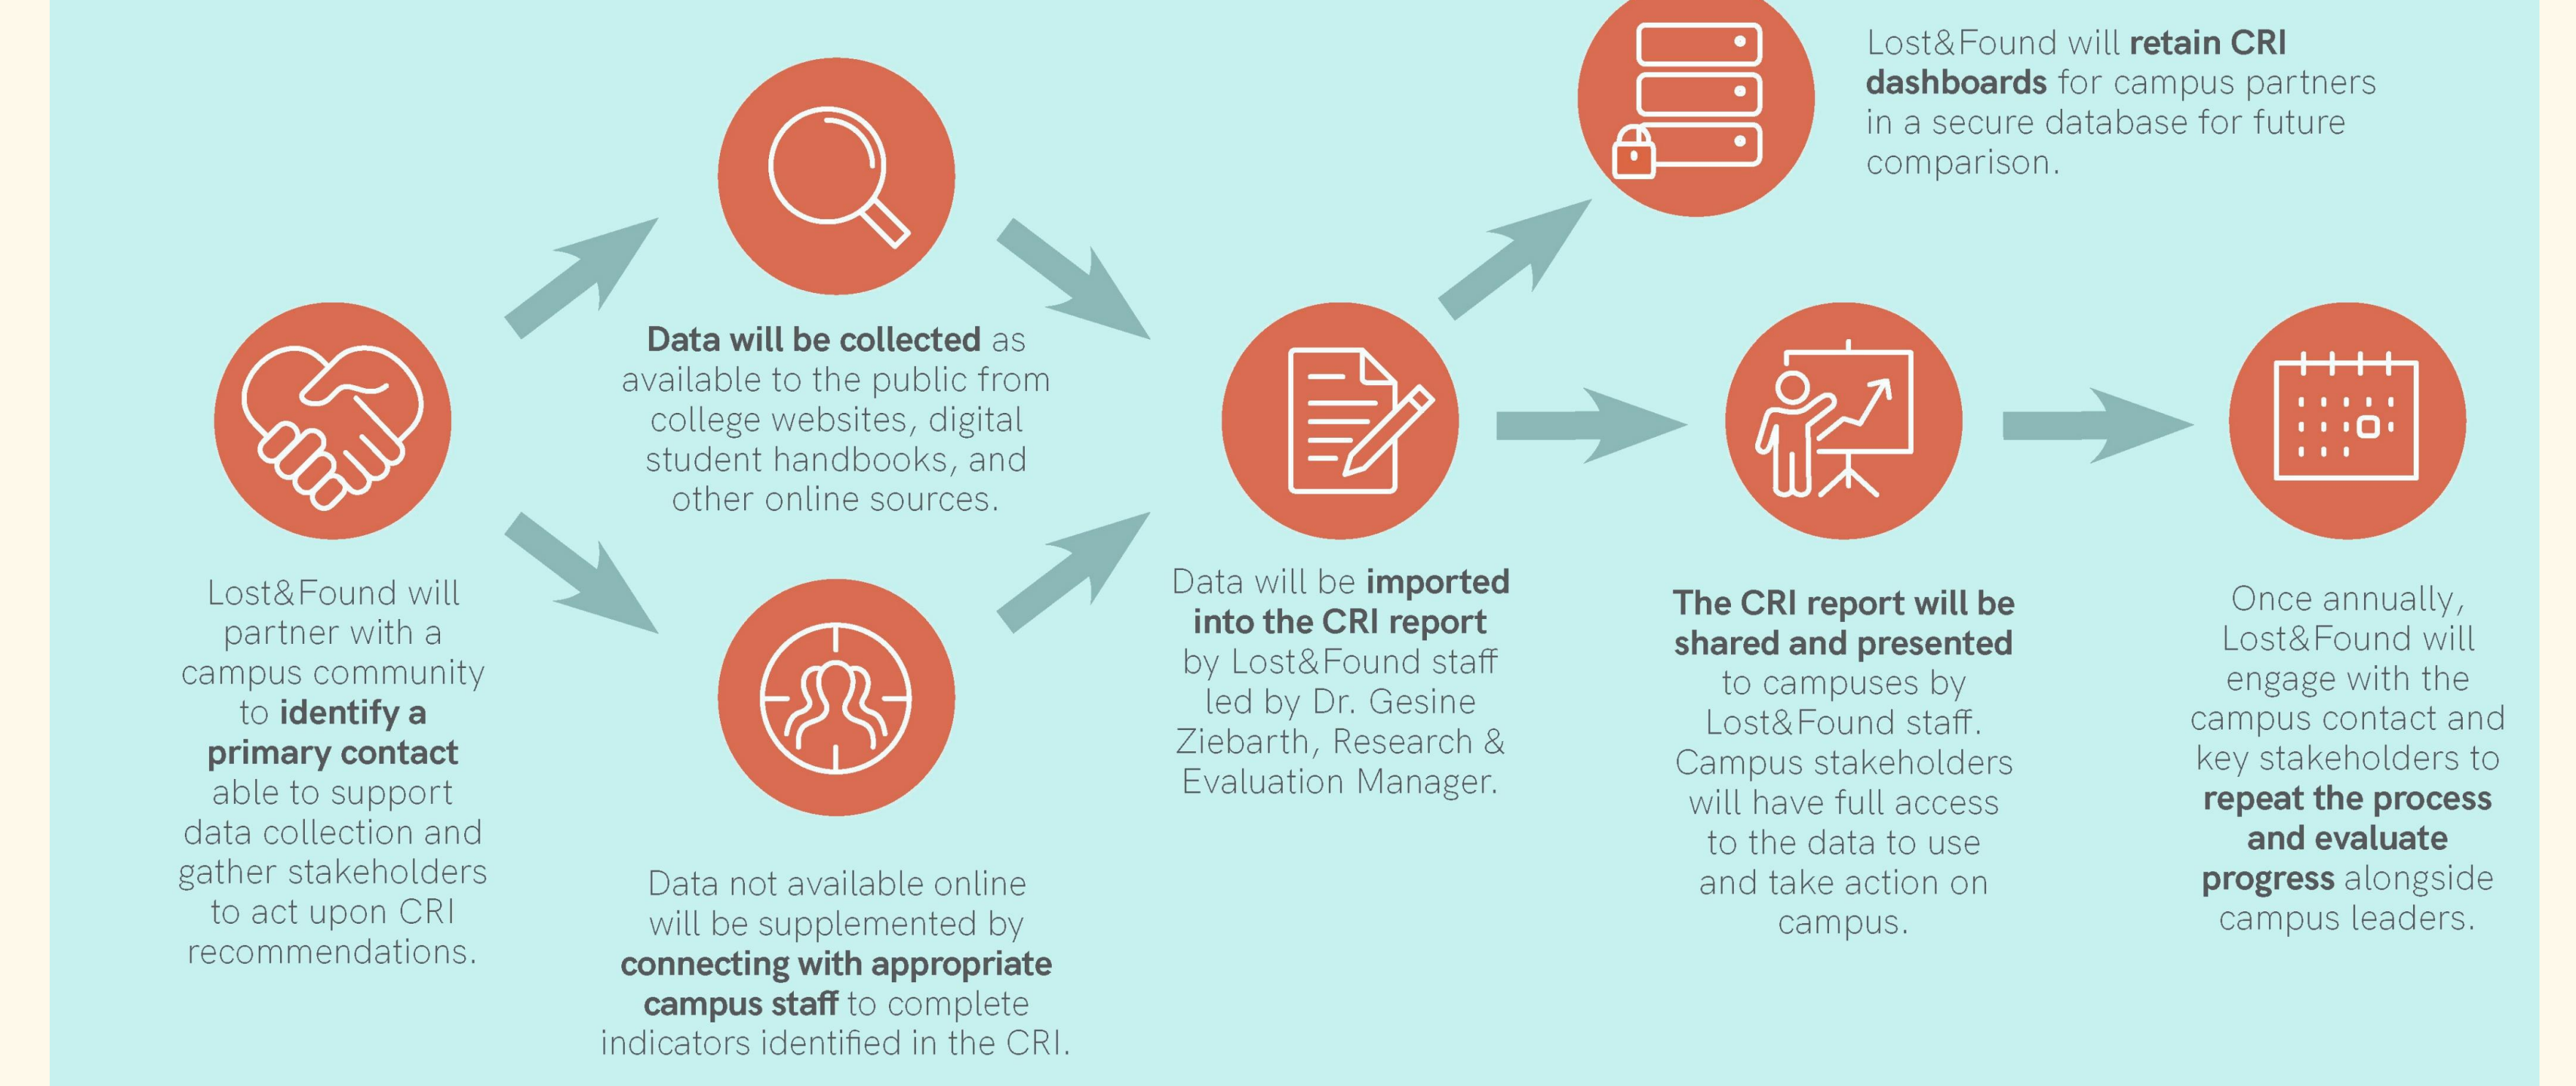 Lost&Found will
partner with a
campus community
to identify a
primary contact
able to support
data collection and
gather stakeholders
to act upon CRI
recommendations.
Data will be collected as
available to the public from
college websites, digital
student handbooks, and
other online sources.
Data not available online
will be supplemented by
connecting with appropriate
campus staff to complete
indicators identified in the CRI.
Data will be imported
into the CRI report
by Lost&Found staff
led by Dr. Gesine
Ziebarth, Research &
Evaluation Manager.
Lost&Found will retain CRI
dashboards for campus partners
in a secure database for future
comparison.
The CRI report will be
shared and presented
to campuses by
Lost&Found staff.
Campus stakeholders
will have full access
to the data to use
and take action on
campus.
Once annually,
Lost&Found will
engage with the
campus contact and
key stakeholders to
repeat the process
and evaluate
progress alongside
campus leaders.